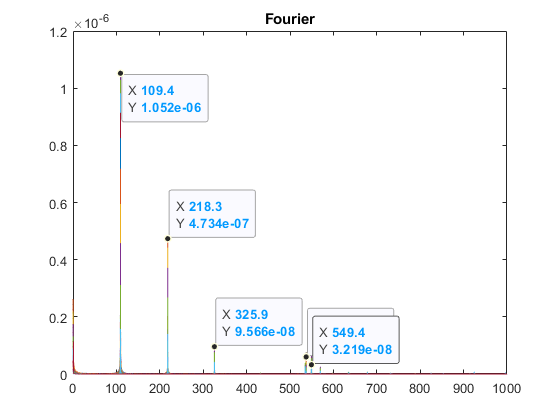 Fourier
×10^-6
1.2
1
0.8
0.6
0.4
0.2
0
X 109.4
Y 1.052e-06
X 218.3
Y 4.734e-07
X 325.9
Y 9.566e-08
X 549.4
Y 3.219e-08
0 100 200 300 400 500 600 700 800 900 1000